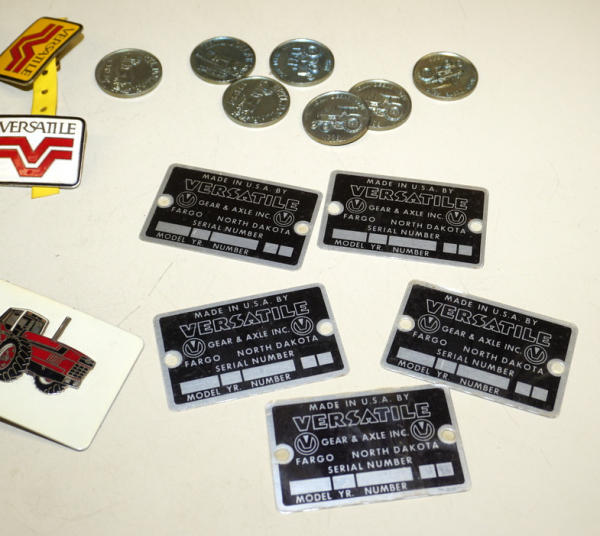 VERSATILE
VERSATILE
MADE IN U.S.A. BY
VERSATILE
GEAR & AXLE INC.
FARGO NORTH DAKOTA
SERIAL NUMBER
MODEL YR. NUMBER
MADE IN U.S.A. BY
VERSATILE
GEAR & AXLE INC.
FARGO NORTH DAKOTA
SERIAL NUMBER
MODEL YR. NUMBER
MADE IN U.S.A. BY
VERSATILE
GEAR & AXLE INC.
FARGO NORTH DAKOTA
SERIAL NUMBER
MODEL YR. NUMBER
MADE IN U.S.A. BY
VERSATILE
GEAR & AXLE INC.
FARGO NORTH DAKOTA
SERIAL NUMBER
MODEL YR. NUMBER
MADE IN U.S.A. BY
VERSATILE
GEAR & AXLE INC.
FARGO NORTH DAKOTA
SERIAL NUMBER
MODEL YR. NUMBER